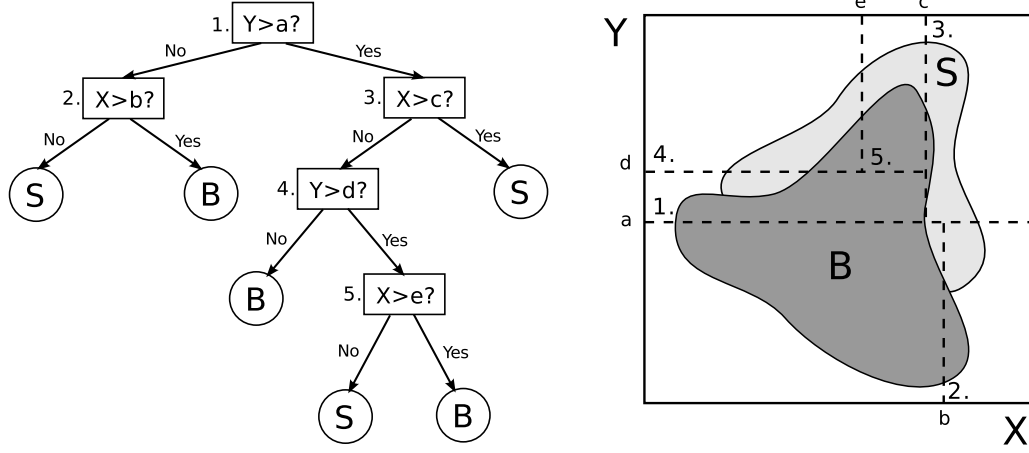 1. Y>a?
No Yes
2. X>b?
3. X>c?
No Yes
No Yes
S B
4. Y>d?
S
No Yes
B
5. X>e?
No Yes
S B
e c
Y
3.
S
d 4. 5.
a 1.
B
2.
b
X